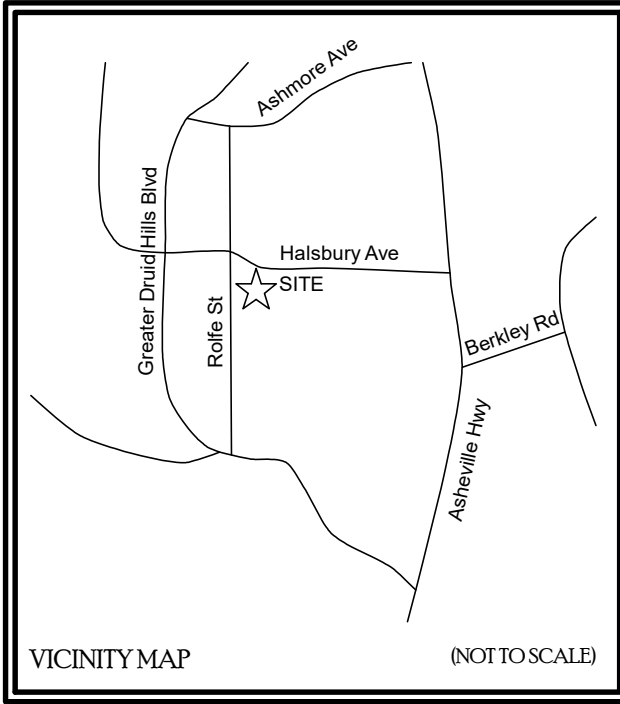 Ashmore Ave
Greater Druid Hills Blvd
Halsbury Ave
SITE
Rolfe St
Berkley Rd
Asheville Hwy
VICINITY MAP
(NOT TO SCALE)